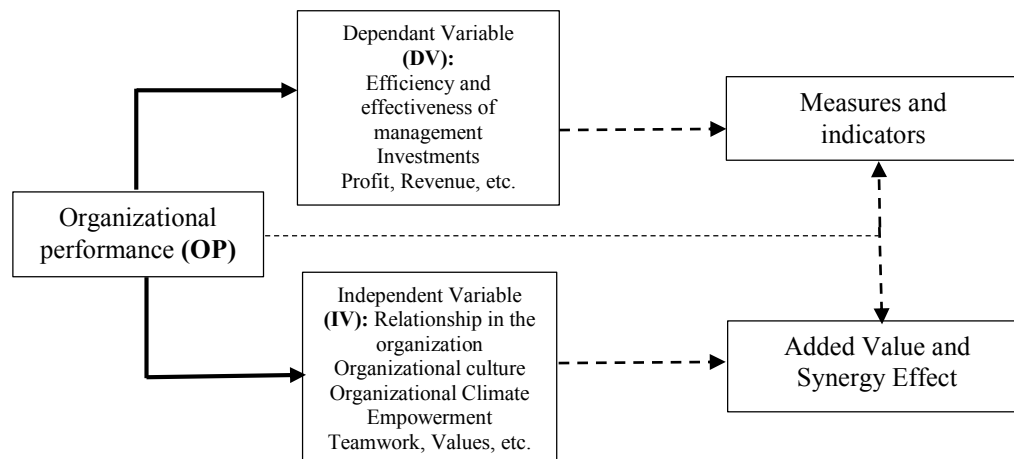 Dependant Variable
(DV):
Efficiency and
effectiveness of
management
Investments
Profit, Revenue, etc.
Measures and
indicators
Organizational
performance (OP)
Independent Variable
(IV): Relationship in the
organization
Organizational culture
Organizational Climate
Empowerment
Teamwork, Values, etc.
Added Value and
Synergy Effect